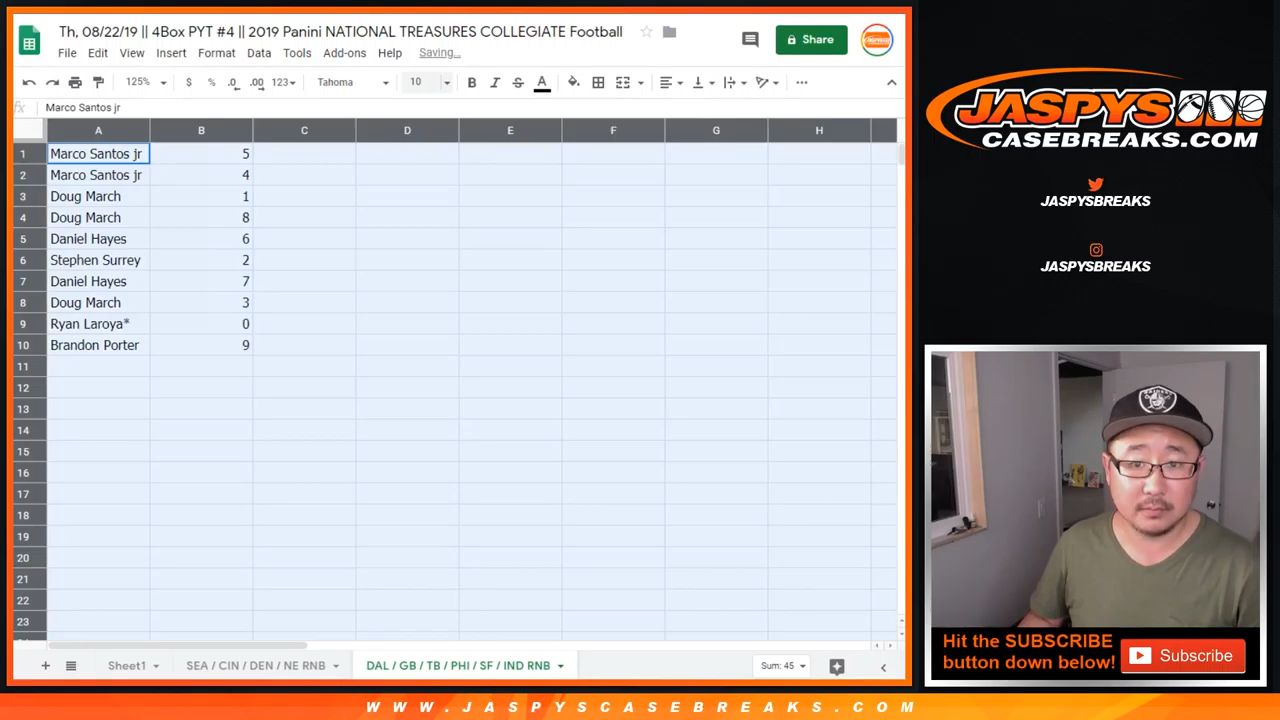 Th, 08/22/19 || 4Box PYT #4 || 2019 Panini NATIONAL TREASURES COLLEGIATE Football
File Edit View Insert Format Data Tools Add-ons Help Saving...
Share
125% $ % .0 .00 123 Tahoma 10 B I S A
fx Marco Santos jr
A B C D E F G H
1 Marco Santos jr 5
2 Marco Santos jr 4
3 Doug March 1
4 Doug March 8
5 Daniel Hayes 6
6 Stephen Surrey 2
7 Daniel Hayes 7
8 Doug March 3
9 Ryan Laroya* 0
10 Brandon Porter 9
11
12
13
14
15
16
17
18
19
20
21
22
23
Sheet1 SEA / CIN / DEN / NE RNB DAL / GB / TB / PHI / SF / IND RNB Sum: 45
JASPYS
CASEBREAKS.COM
JASPYSBREAKS
JASPYSBREAKS
RAIDERS
Hit the SUBSCRIBE
button down below!
Subscribe
WWW.JASPYSCASEBREAKS.COM